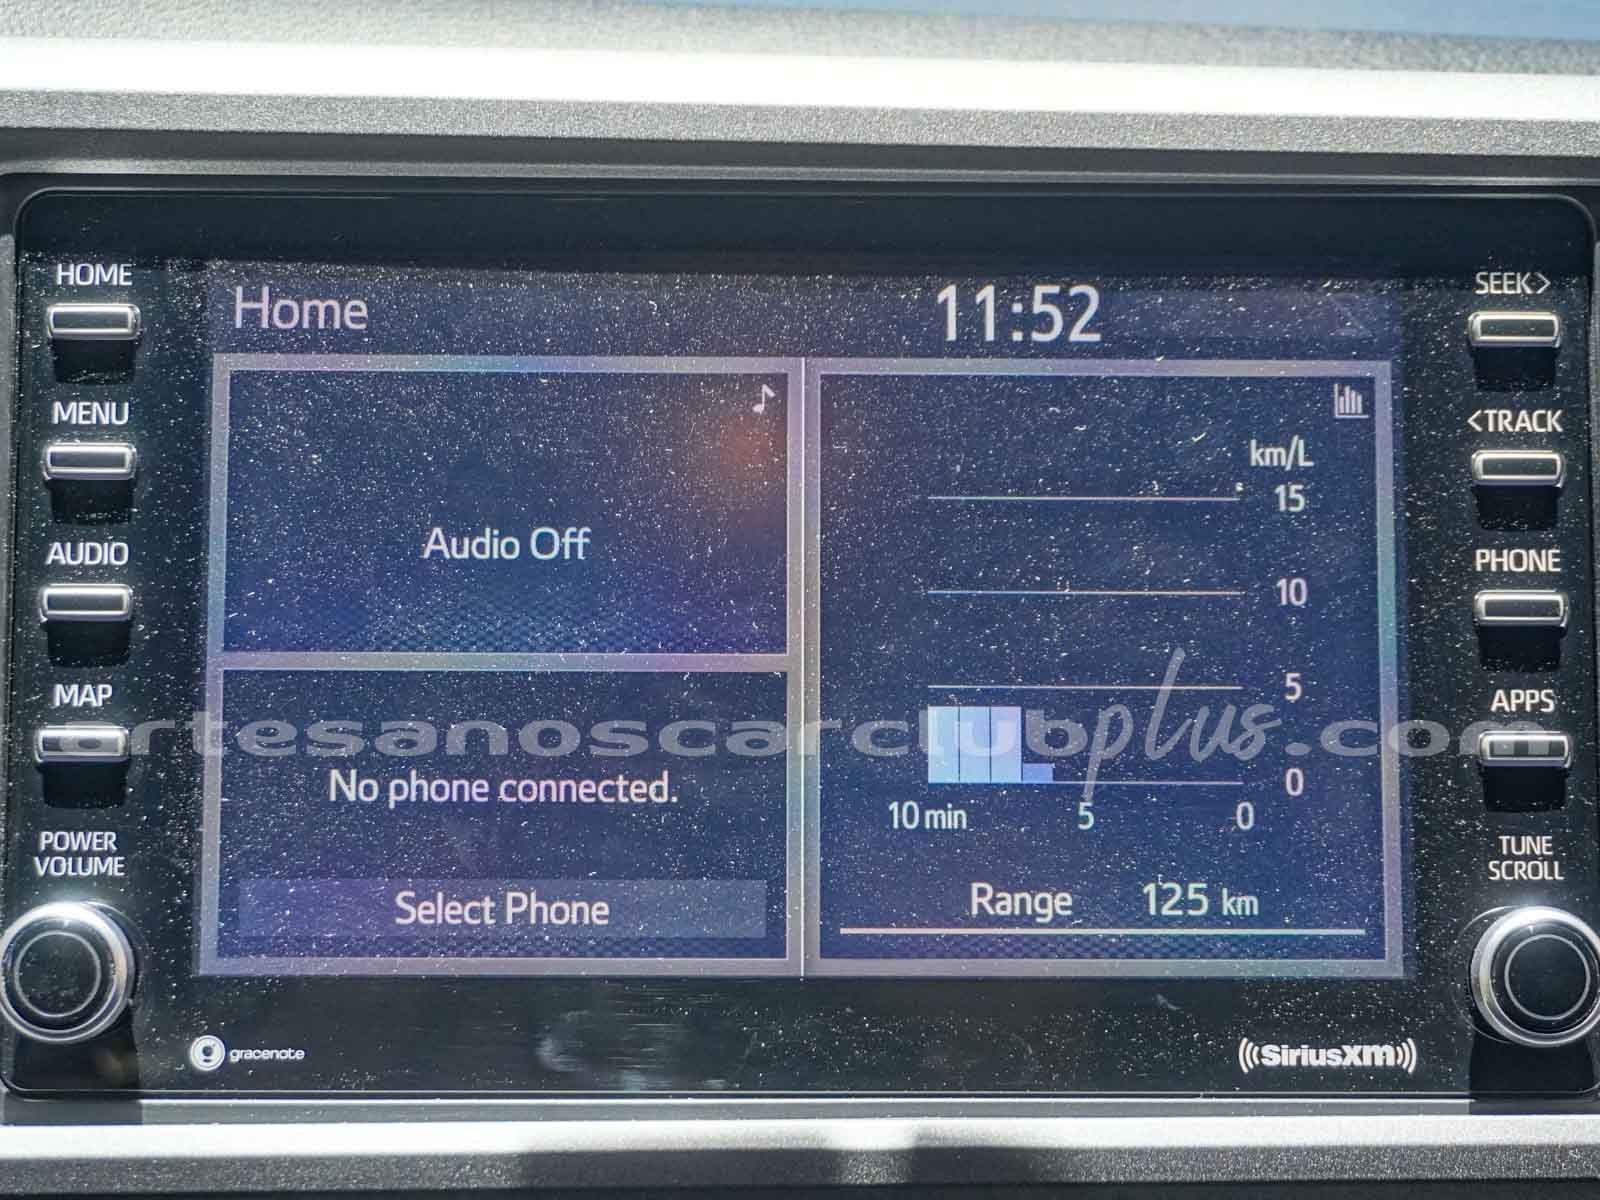 HOME
MENU
AUDIO
MAP
POWER
VOLUME
Home
11:52
Audio Off
No phone connected.
Select Phone
km/L
15
10
5
0
10 min 5 0
Range 125 km
SEEK>
<TRACK
PHONE
APPS
TUNE
SCROLL
gracenote
SiriusXM
artesanoscarclubplus.com